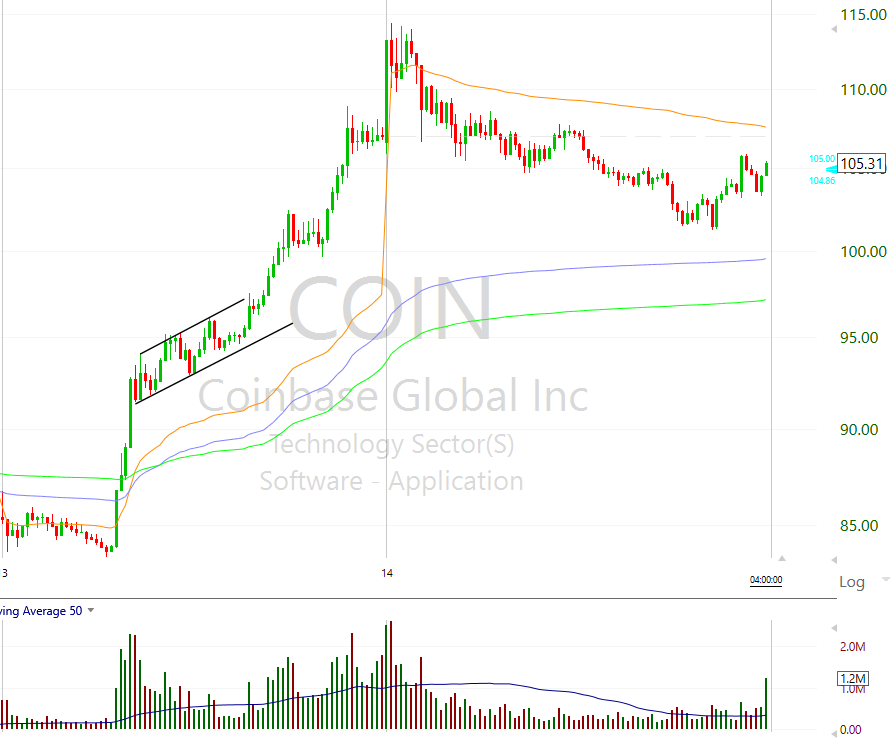 115.00
110.00
105.00
105.31
104.86
100.00
COIN
95.00
Coinbase Global Inc
90.00
Technology Sector(S)
Software - Application
85.00
3
14
04:00:00
Log
ving Average 50
2.0M
1.2M
1.0M
0.00